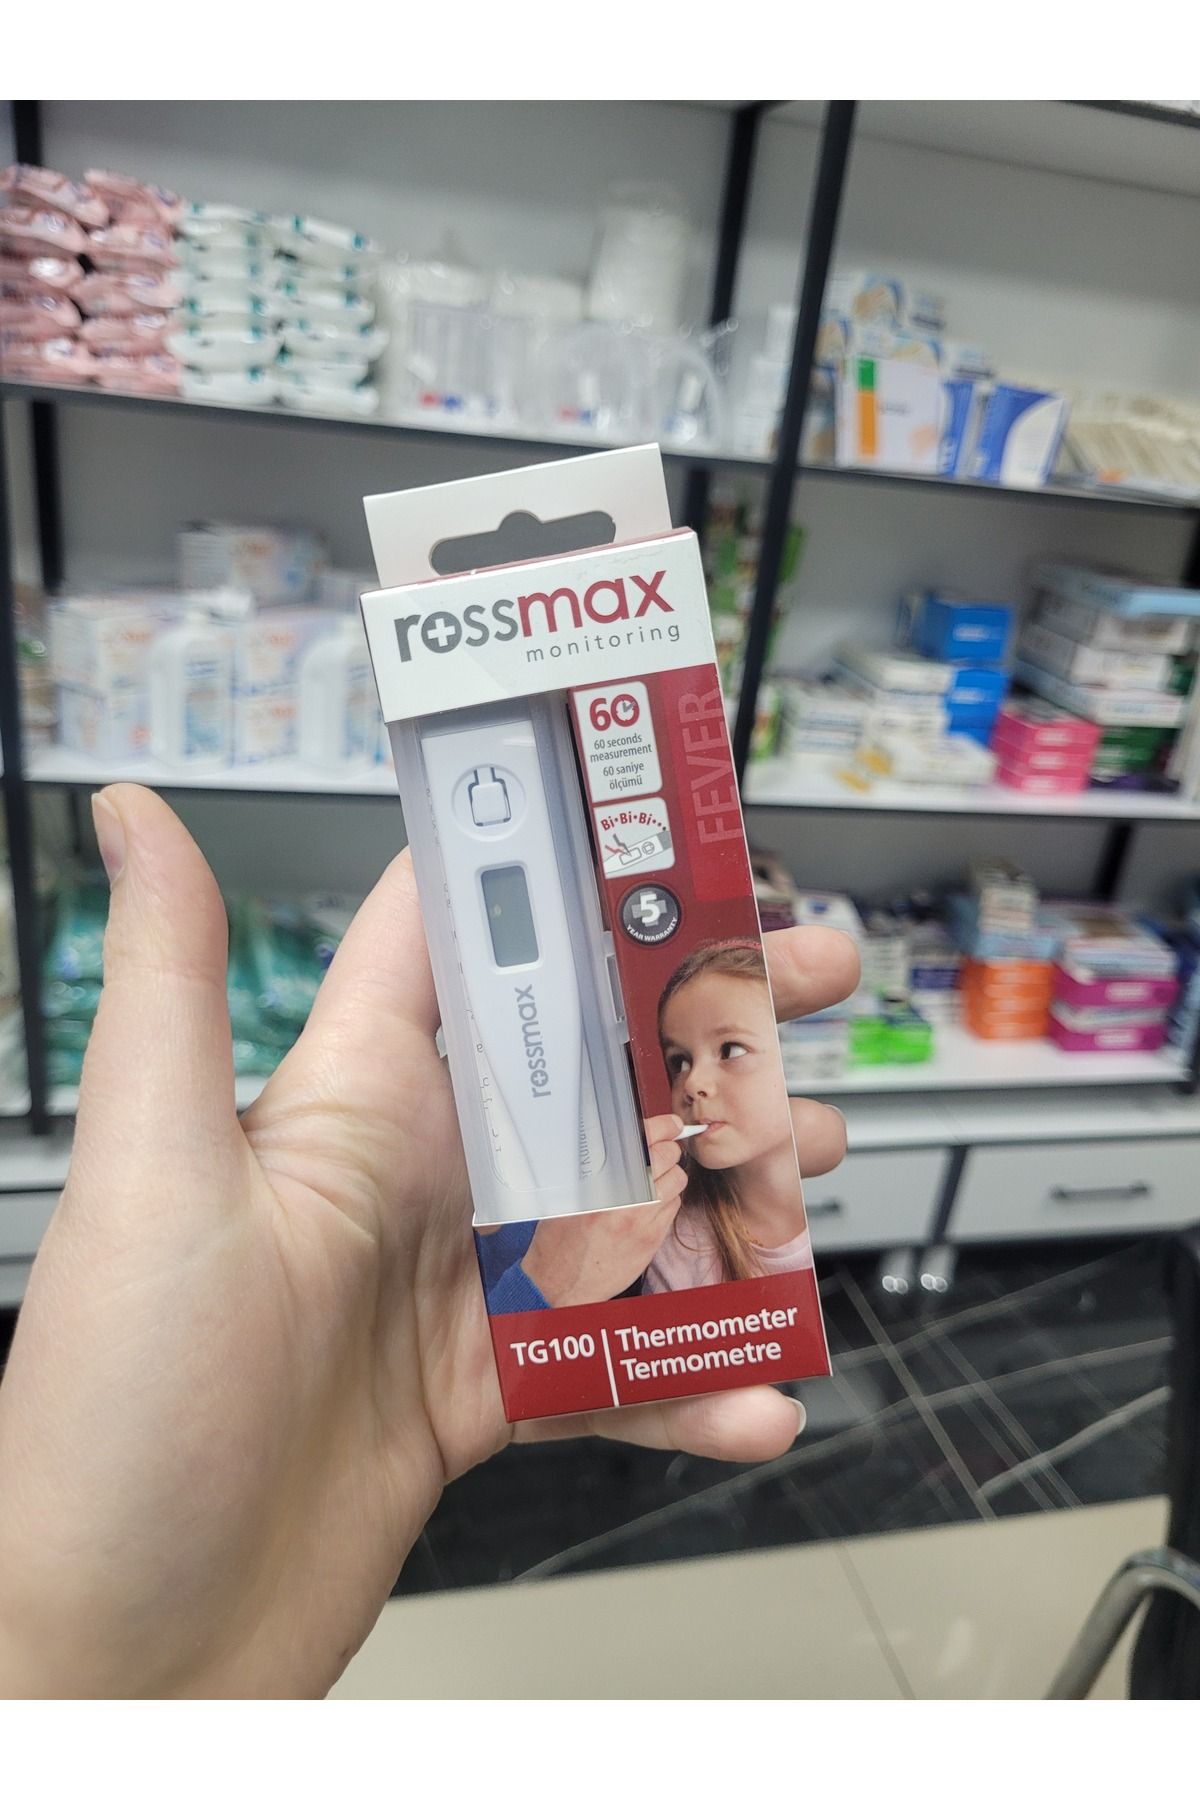 rossmax
monitoring
60
60 seconds
measurement
60 saniye
ölçümü
FEVER
Bi•Bi•Bi•••
5
YEAR WARRANTY
rossmax
TG100
Thermometer
Termometre